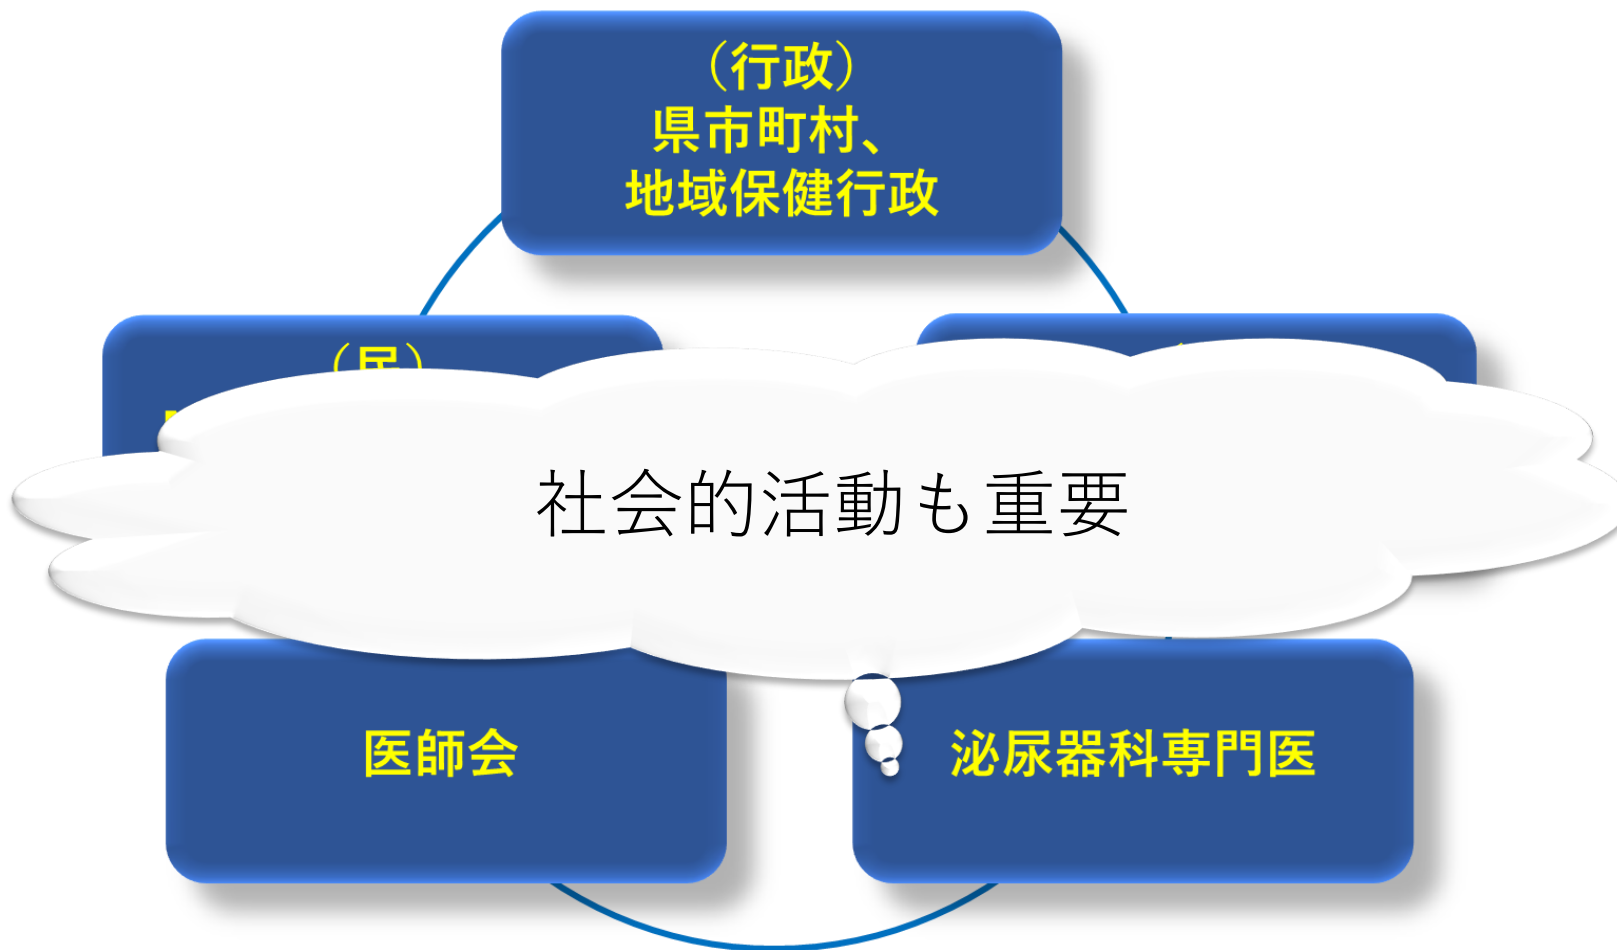 （行政）
県市町村、
地域保健行政
（民）
社会的活動も重要
医師会
泌尿器科専門医